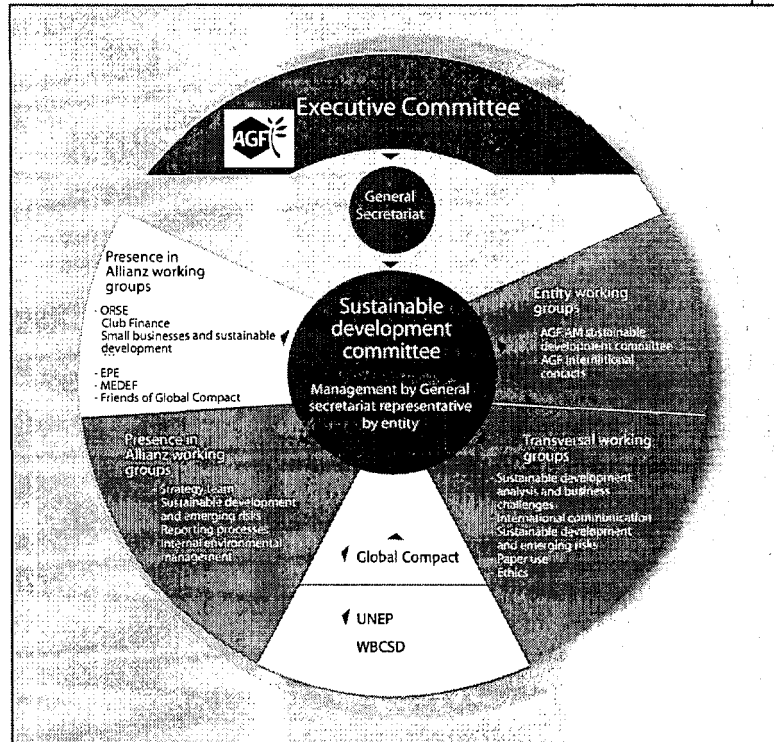 Executive Committee
AGF
General
Secretariat
Presence in
Allianz working
groups
- ORSE
Club Finance
Small businesses and sustainable
development
- EPE
- MEDEF
- Friends of Global Compact
Sustainable
development
committee
Management by General
secretariat representative
by entity
Entity working
groups
- AGF AM sustainable
development committee
- AGF International
contacts
Presence in
Allianz working
groups
- Strategy team
- Sustainable development
and emerging risks
- Reporting processes
- Internal environmental
management
Transversal working
groups
- Sustainable development
analysis and business
challenges
- International communication
- Sustainable development
and emerging risks
- Paper use
- Ethics
Global Compact
UNEP
WBCSD